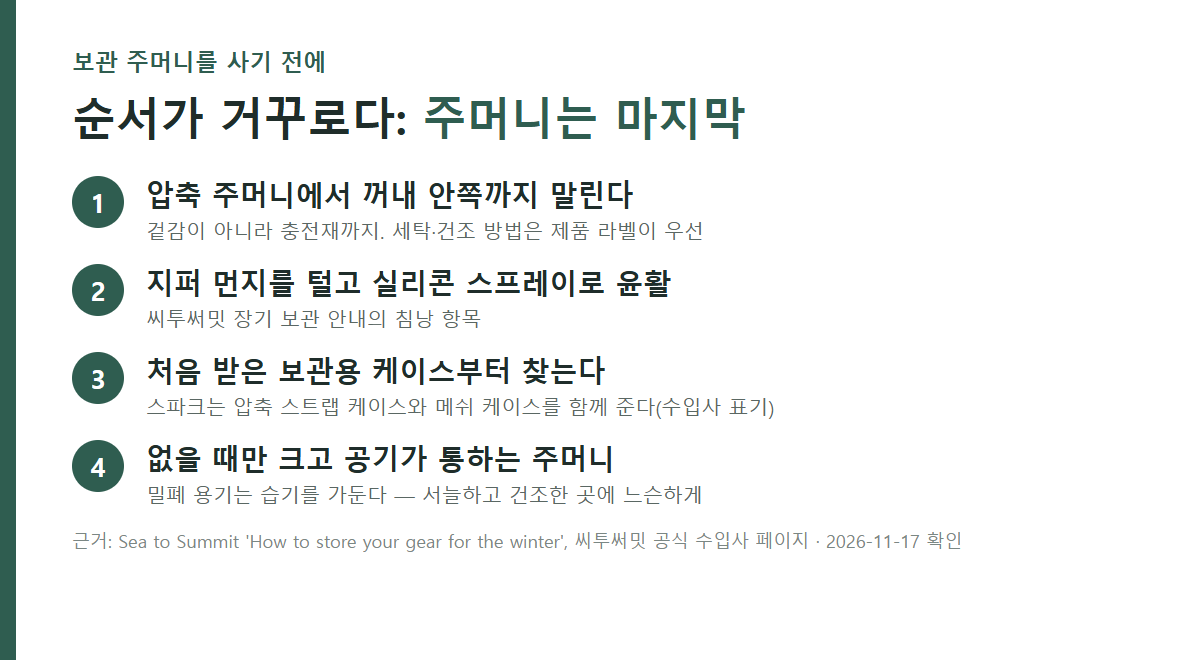 보관 주머니를 사기 전에
순서가 거꾸로다: 주머니는 마지막
1
압축 주머니에서 꺼내 안쪽까지 말린다
겉감이 아니라 충전재까지. 세탁·건조 방법은 제품 라벨이 우선
2
지퍼 먼지를 털고 실리콘 스프레이로 윤활
씨투써밋 장기 보관 안내의 침낭 항목
3
처음 받은 보관용 케이스부터 찾는다
스파크는 압축 스트랩 케이스와 메쉬 케이스를 함께 준다(수입사 표기)
4
없을 때만 크고 공기가 통하는 주머니
밀폐 용기는 습기를 가둔다 — 서늘하고 건조한 곳에 느슨하게
근거: Sea to Summit 'How to store your gear for the winter', 씨투써밋 공식 수입사 페이지 · 2026-11-17 확인